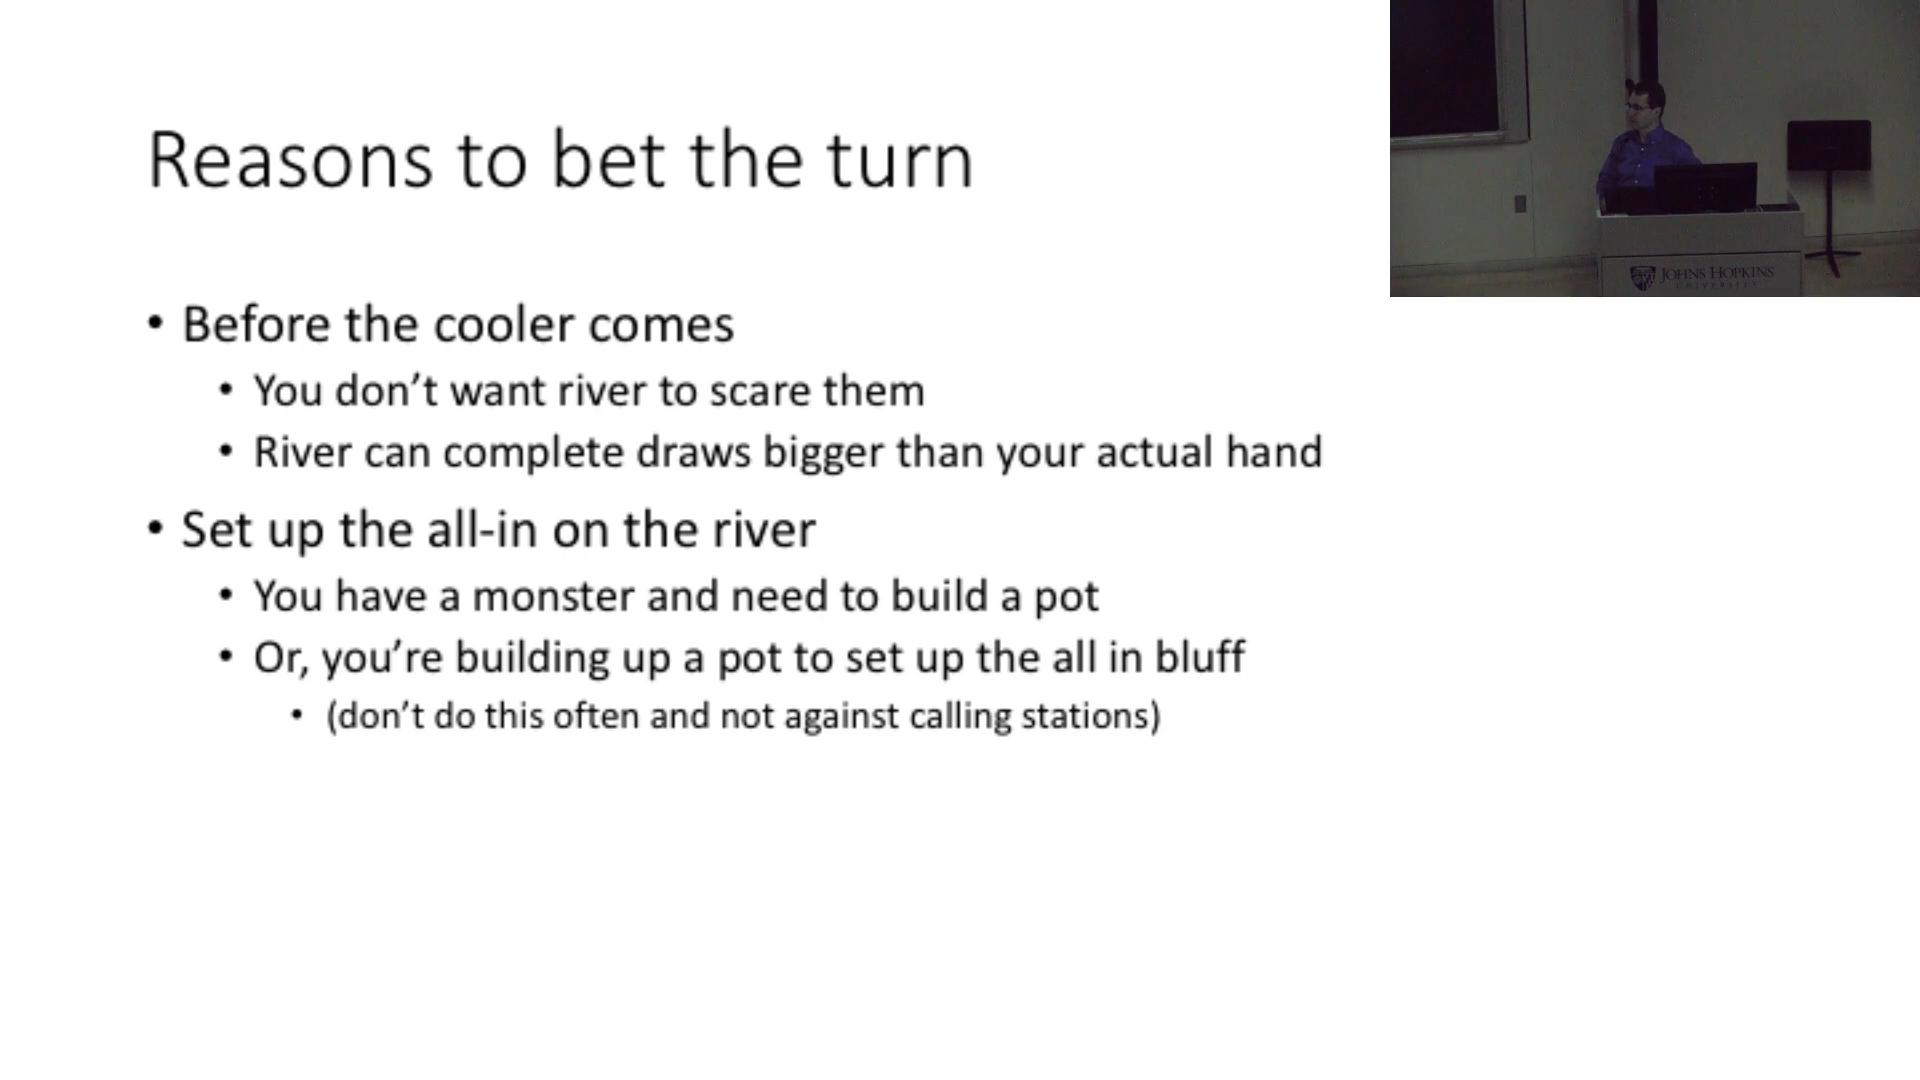 Reasons to bet the turn
• Before the cooler comes
• You don’t want river to scare them
• River can complete draws bigger than your actual hand
• Set up the all-in on the river
• You have a monster and need to build a pot
• Or, you’re building up a pot to set up the all in bluff
• (don’t do this often and not against calling stations)
JOHNS HOPKINS
UNIVERSITY